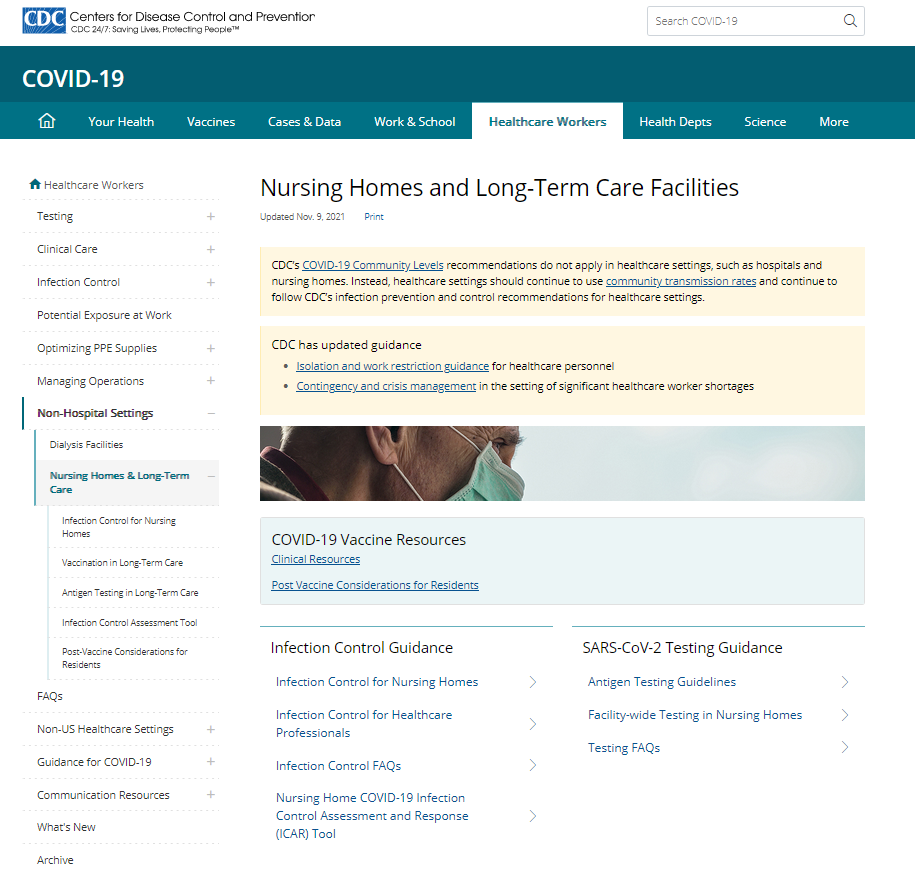 CDC Centers for Disease Control and Prevention
CDC 24/7: Saving Lives, Protecting People™
Search COVID-19
COVID-19
Your Health Vaccines Cases & Data Work & School Healthcare Workers Health Depts Science More
Healthcare Workers
Testing
Clinical Care
Infection Control
Potential Exposure at Work
Optimizing PPE Supplies
Managing Operations
Non-Hospital Settings
Dialysis Facilities
Nursing Homes & Long-Term
Care
Infection Control for Nursing
Homes
Vaccination in Long-Term Care
Antigen Testing in Long-Term Care
Infection Control Assessment Tool
Post-Vaccine Considerations for
Residents
FAQs
Non-US Healthcare Settings
Guidance for COVID-19
Communication Resources
What's New
Archive
Nursing Homes and Long-Term Care Facilities
Updated Nov. 9, 2021 Print
CDC's COVID-19 Community Levels recommendations do not apply in healthcare settings, such as hospitals and
nursing homes. Instead, healthcare settings should continue to use community transmission rates and continue to
follow CDC's infection prevention and control recommendations for healthcare settings.
CDC has updated guidance
• Isolation and work restriction guidance for healthcare personnel
• Contingency and crisis management in the setting of significant healthcare worker shortages
COVID-19 Vaccine Resources
Clinical Resources
Post Vaccine Considerations for Residents
Infection Control Guidance
Infection Control for Nursing Homes
Infection Control for Healthcare
Professionals
Infection Control FAQs
Nursing Home COVID-19 Infection
Control Assessment and Response
(ICAR) Tool
SARS-CoV-2 Testing Guidance
Antigen Testing Guidelines
Facility-wide Testing in Nursing Homes
Testing FAQs